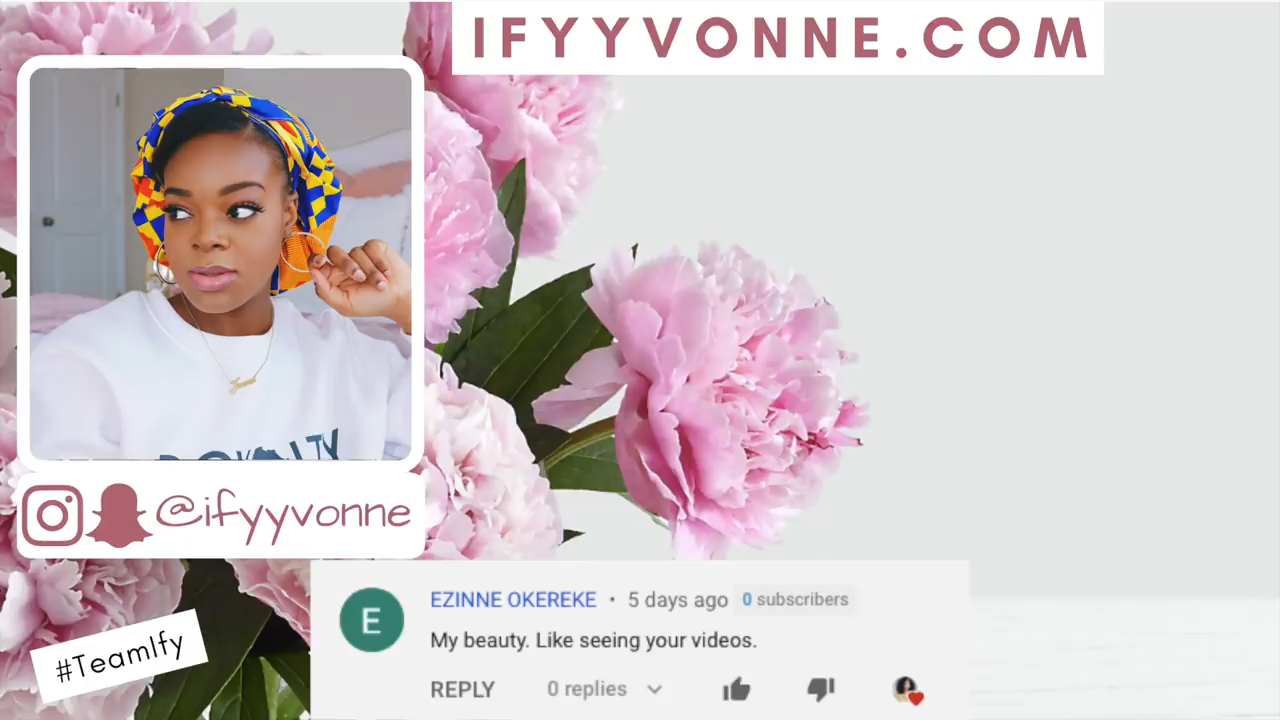 IFYYVONNE.COM
@ifyyvonne
#TeamIfy
E
EZINNE OKEREKE • 5 days ago 0 subscribers
My beauty. Like seeing your videos.
REPLY 0 replies